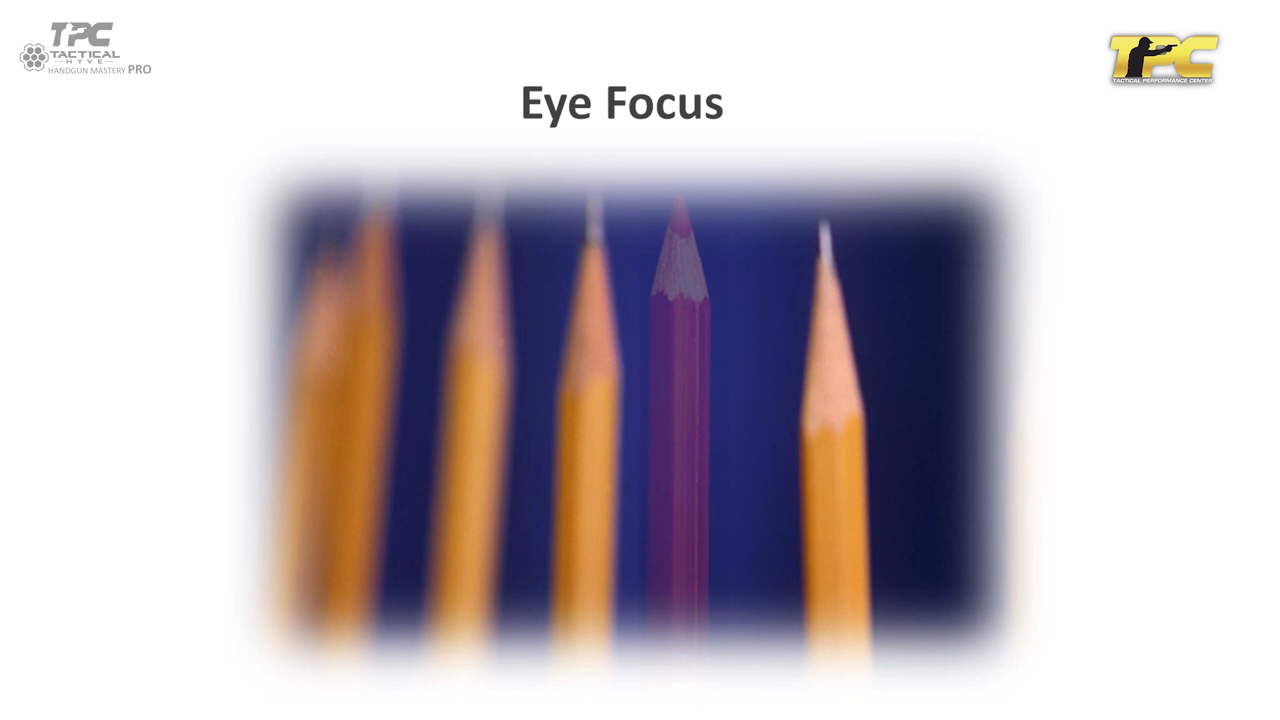 TPC
TACTICAL
HYVE
HANDGUN MASTERY PRO
TPC
TACTICAL PERFORMANCE CENTER
Eye Focus